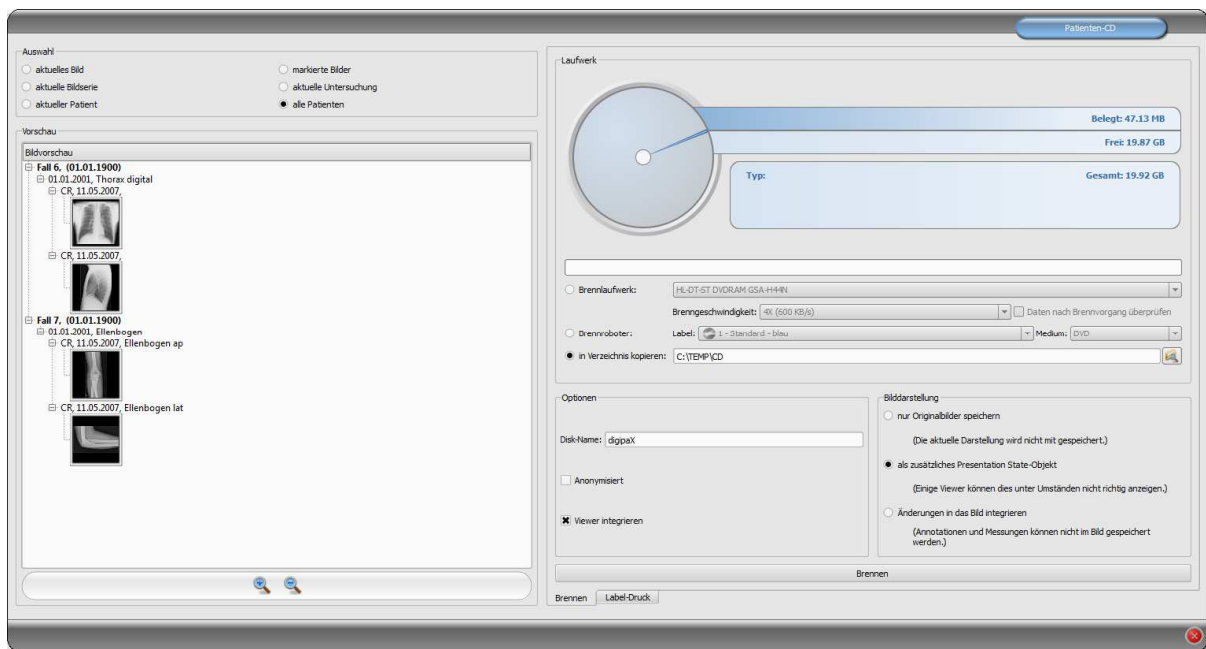 Patienten-CD
Auswahl
aktuelles Bild
markierte Bilder
aktuelle Bildserie
aktuelle Untersuchung
aktueller Patient
alle Patienten
Vorschau
Bildvorschau
Fall 6, (01.01.1900)
01.01.2001, Thorax digital
CR, 11.05.2007,
CR, 11.05.2007,
Fall 7, (01.01.1900)
01.01.2001, Ellenbogen
CR, 11.05.2007, Ellenbogen ap
CR, 11.05.2007, Ellenbogen lat
Laufwerk
Belegt: 47.13 MB
Frei: 19.87 GB
Typ: Gesamt: 19.92 GB
Brennlaufwerk: HL-DT-ST DVDRAM GSA-H44N
Brenngeschwindigkeit: 4X (600 KB/s) Daten nach Brennvorgang überprüfen
Brennroboter: Label: 1 - Standard - blau Medium: DVD
in Verzeichnis kopieren: C:\TEMP\CD
Optionen
Disk-Name: digipaX
Anonymisiert
Viewer integrieren
Bilddarstellung
nur Originalbilder speichern
(Die aktuelle Darstellung wird nicht mit gespeichert.)
als zusätzliches Presentation State-Objekt
(Einige Viewer können dies unter Umständen nicht richtig anzeigen.)
Änderungen in das Bild integrieren
(Annotationen und Messungen können nicht im Bild gespeichert
werden.)
Brennen
Brennen Label-Druck